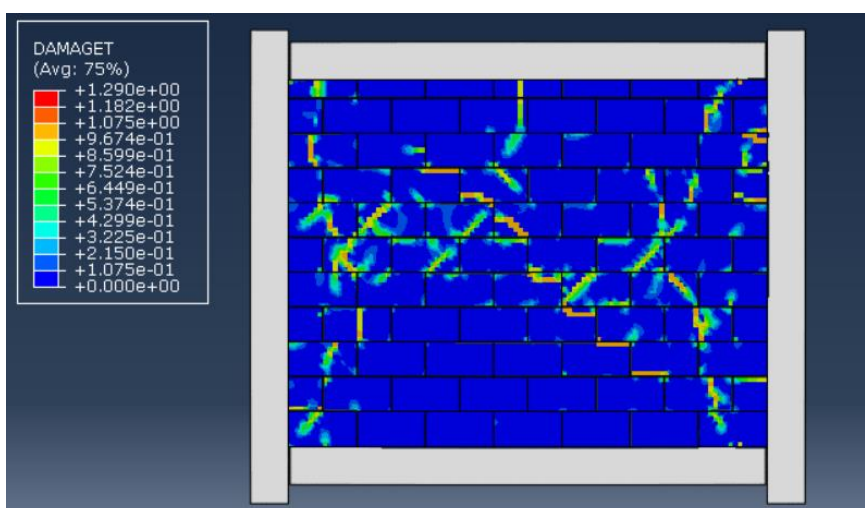 DAMAGET
(Avg: 75%)
+1.290e+00
+1.182e+00
+1.075e+00
+9.674e-01
+8.599e-01
+7.524e-01
+6.449e-01
+5.374e-01
+4.299e-01
+3.225e-01
+2.150e-01
+1.075e-01
+0.000e+00